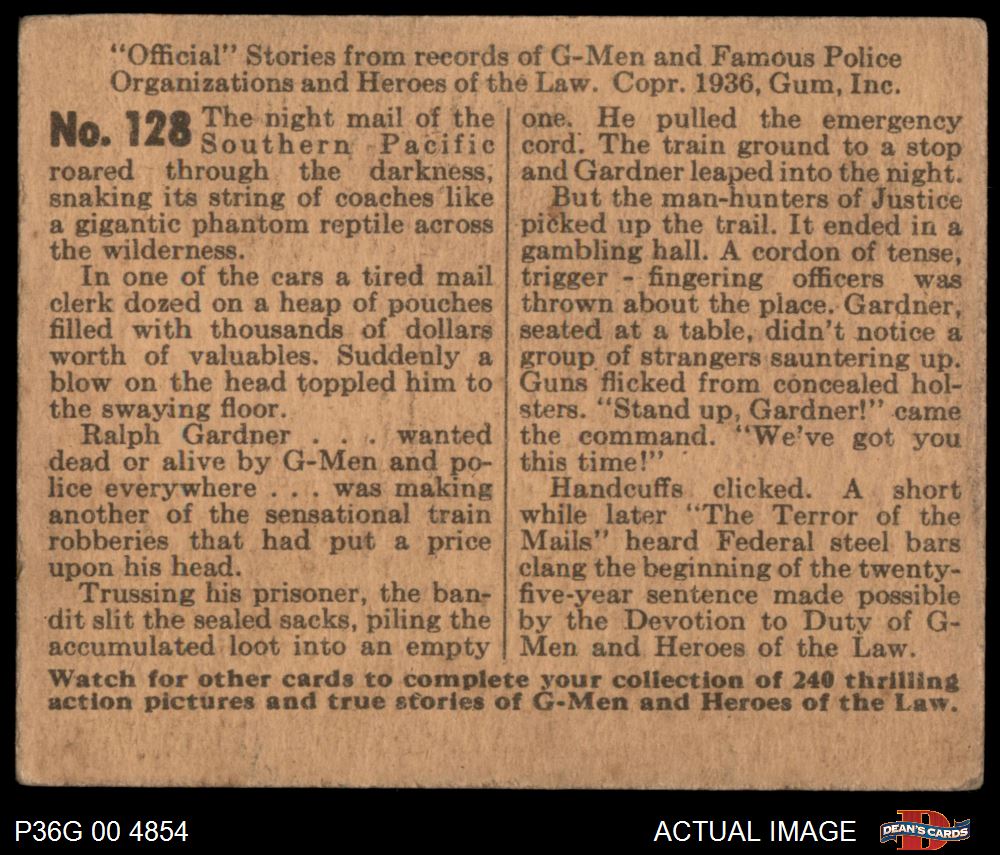 "Official" Stories from records of G-Men and Famous Police
Organizations and Heroes of the Law. Copr. 1936, Gum, Inc.
No. 128 The night mail of the
Southern Pacific
roared through the darkness,
snaking its string of coaches like
a gigantic phantom reptile across
the wilderness.
In one of the cars a tired mail
clerk dozed on a heap of pouches
filled with thousands of dollars
worth of valuables. Suddenly a
blow on the head toppled him to
the swaying floor.
Ralph Gardner . . . wanted
dead or alive by G-Men and po-
lice everywhere . . . was making
another of the sensational train
robberies that had put a price
upon his head.
Trussing his prisoner, the ban-
dit slit the sealed sacks, piling the
accumulated loot into an empty
one. He pulled the emergency
cord. The train ground to a stop
and Gardner leaped into the night.
But the man-hunters of Justice
picked up the trail. It ended in a
gambling hall. A cordon of tense,
trigger - fingering officers was
thrown about the place. Gardner,
seated at a table, didn't notice a
group of strangers sauntering up.
Guns flicked from concealed hol-
sters. "Stand up, Gardner!" came
the command. "We've got you
this time!"
Handcuffs clicked. A short
while later "The Terror of the
Mails" heard Federal steel bars
clang the beginning of the twenty-
five-year sentence made possible
by the Devotion to Duty of G-
Men and Heroes of the Law.
Watch for other cards to complete your collection of 240 thrilling
action pictures and true stories of G-Men and Heroes of the Law.
P36G 00 4854
ACTUAL IMAGE
DEAN'S CARDS